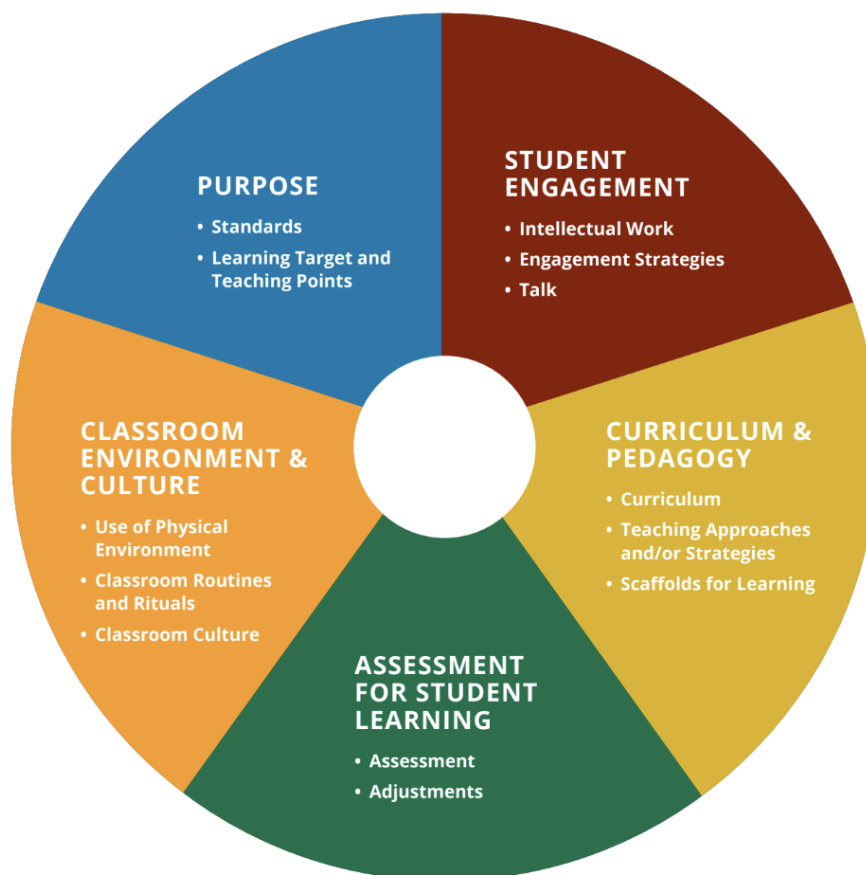 PURPOSE
• Standards
• Learning Target and
Teaching Points
STUDENT
ENGAGEMENT
• Intellectual Work
• Engagement Strategies
• Talk
CURRICULUM &
PEDAGOGY
• Curriculum
• Teaching Approaches
and/or Strategies
• Scaffolds for Learning
ASSESSMENT
FOR STUDENT
LEARNING
• Assessment
• Adjustments
CLASSROOM
ENVIRONMENT &
CULTURE
• Use of Physical
Environment
• Classroom Routines
and Rituals
• Classroom Culture